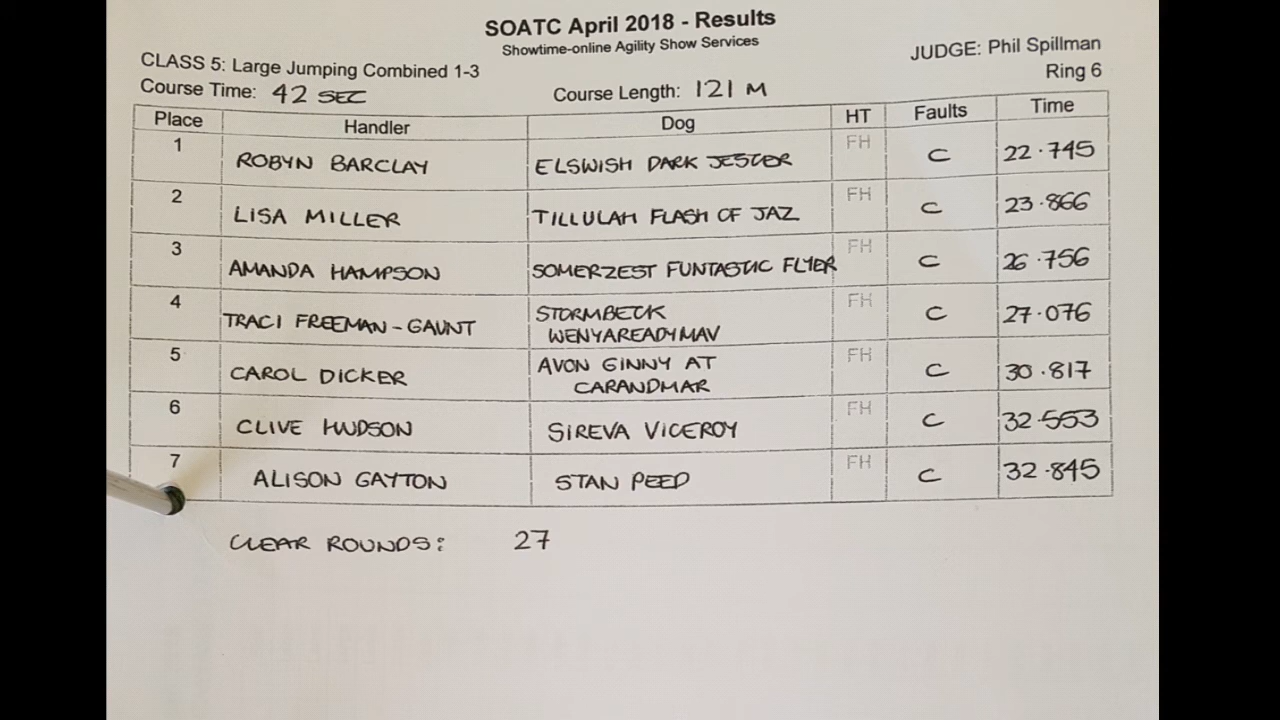 SOATC April 2018 - Results
Showtime-online Agility Show Services
CLASS 5: Large Jumping Combined 1-3 JUDGE: Phil Spillman
Course Time: 42 SEC Course Length: 121 M Ring 6
Place Handler Dog HT Faults Time
1 ROBYN BARCLAY ELSWISH DARK JESTER FH C 22.745
2 LISA MILLER TILLULAH FLASH OF JAZ FH C 23.866
3 AMANDA HAMPSON SOMERZEST FUNTASTIC FLYER FH C 26.756
4 TRACI FREEMAN-GAUNT STORMBECK FH C 27.076
WENYAREADYMAV
5 CAROL DICKER AVON GINNY AT FH C 30.817
CARANDMAR
6 CLIVE HUDSON SIREVA VICEROY FH C 32.553
7 ALISON GAYTON STAN PEED FH C 32.845
CLEAR ROUNDS: 27